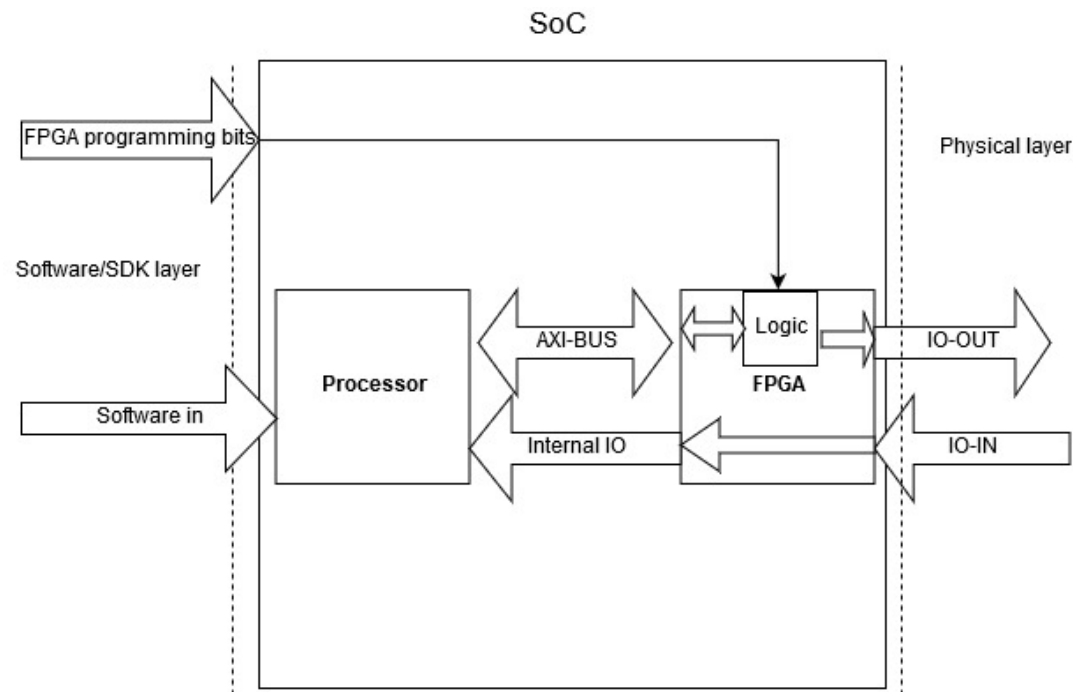 SoC
FPGA programming bits
Physical layer
Software/SDK layer
Logic
AXI-BUS
IO-OUT
Processor
FPGA
Software in
Internal IO
IO-IN